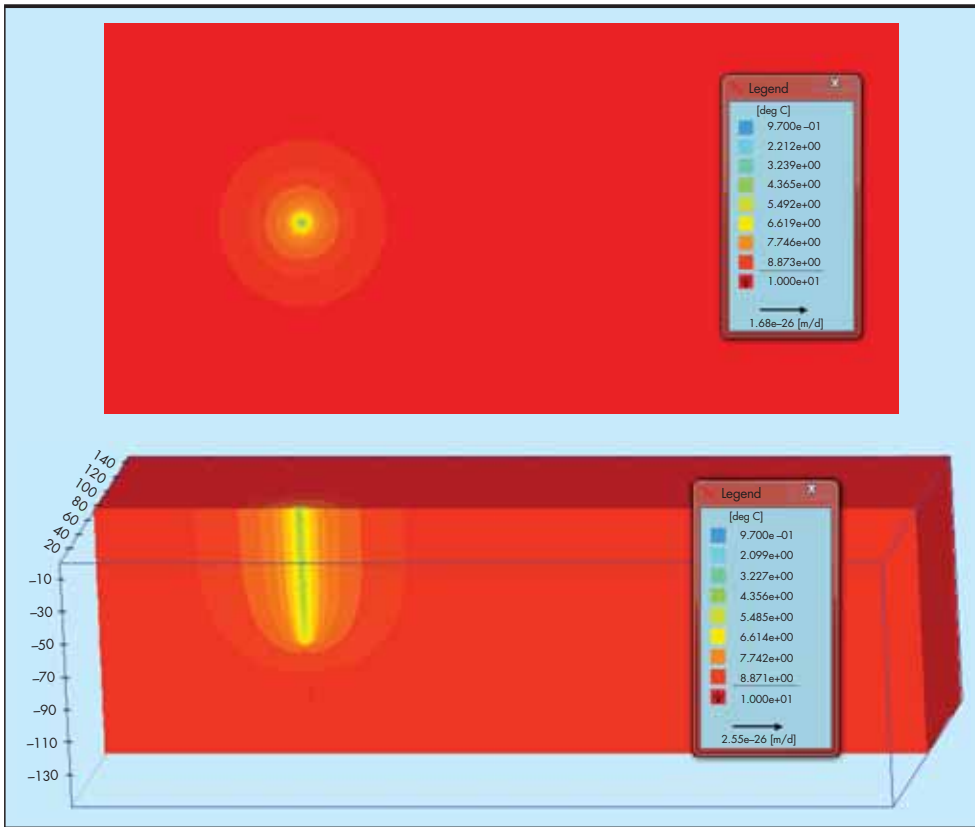 Legend
[deg C]
9.700e–01
2.212e+00
3.239e+00
4.365e+00
5.492e+00
6.619e+00
7.746e+00
8.873e+00
1.000e+01
1.68e–26 [m/d]
140
120
100
80
60
40
20
–10
–30
–50
–70
–90
–110
–130
Legend
[deg C]
9.700e–01
2.099e+00
3.227e+00
4.356e+00
5.485e+00
6.614e+00
7.742e+00
8.871e+00
1.000e+01
2.55e–26 [m/d]